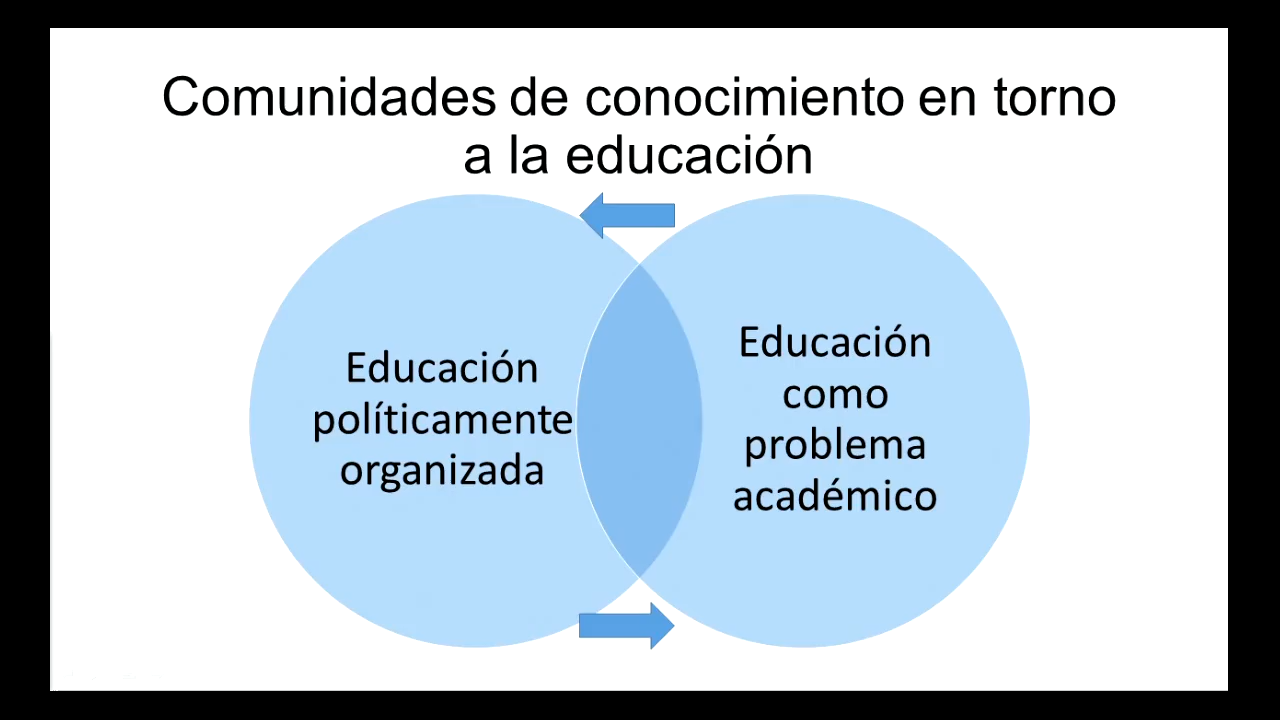 Comunidades de conocimiento en torno
a la educación
Educación
políticamente
organizada
Educación
como
problema
académico